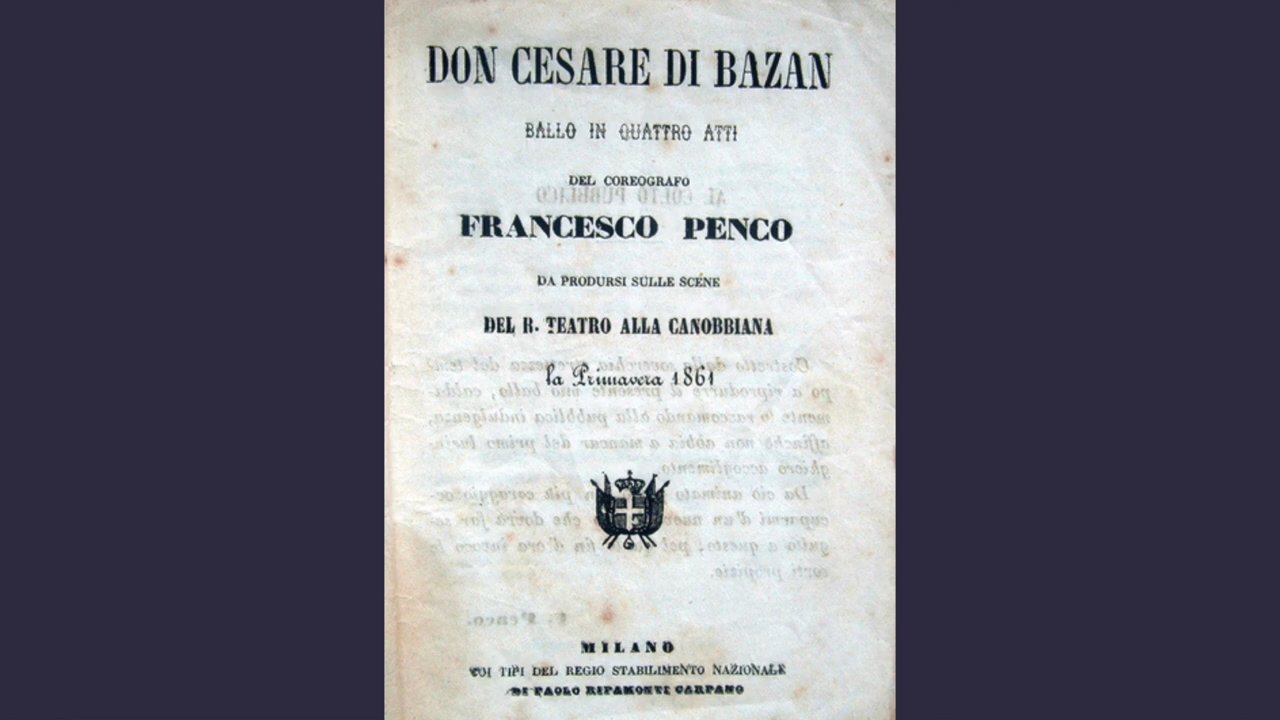 DON CESARE DI BAZAN
BALLO IN QUATTRO ATTI
DEL COREOGRAFO
FRANCESCO PENCO
DA PRODURSI SULLE SCENE
DEL R. TEATRO ALLA CANOBBIANA
la Primavera 1861
MILANO
COI TIPI DEL REGIO STABILIMENTO NAZIONALE
DI PAOLO RIPAMONTI CARPANO